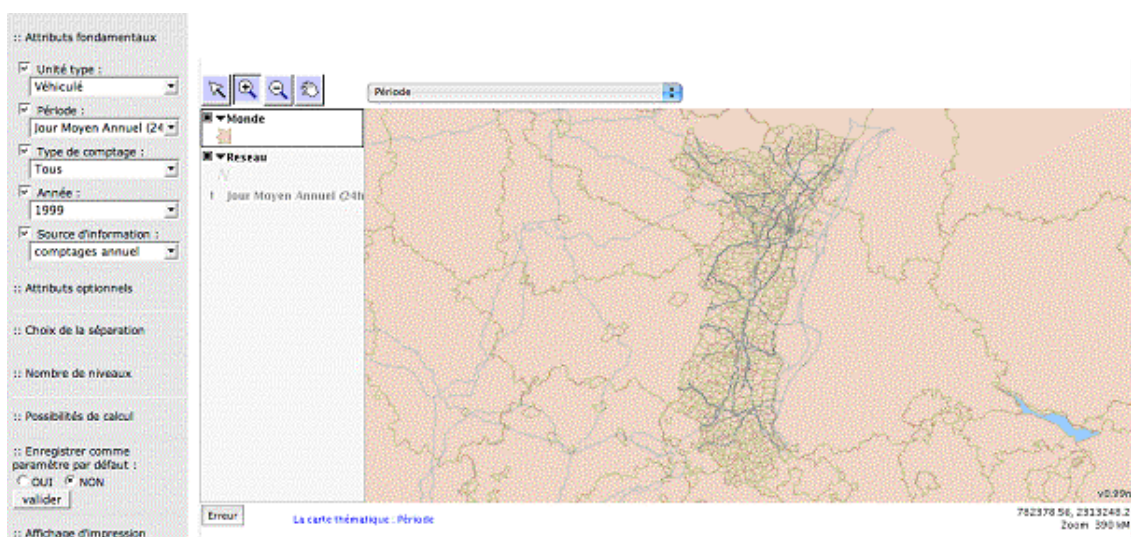 :: Attributs fondamentaux
Unité type :
Véhiculé
Période :
Jour Moyen Annuel (24
Type de comptage :
Tous
Année :
1999
Source d'information :
comptages annuel
:: Attributs optionnels
:: Choix de la séparation
:: Nombre de niveaux
:: Possibilités de calcul
:: Enregistrer comme
paramètre par défaut :
OUI NON
valider
:: Affichage d'impression
Période
Monde
Reseau
N
t Jour Moyen Annuel (24h
v0.99n
Erreur
La carte thématique : Période
782378.56, 2313248.2
Zoom 390 kM